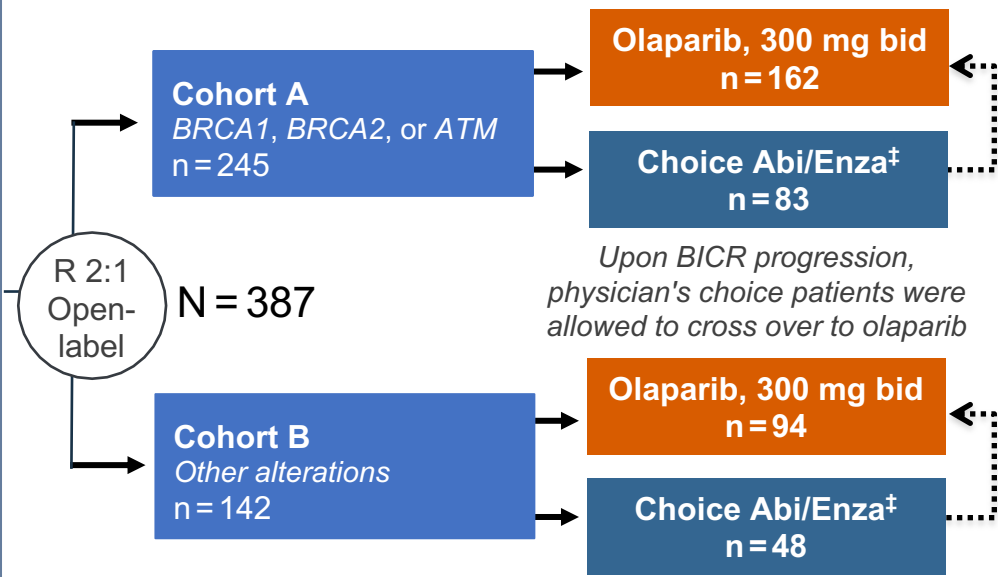 R 2:1
Open-
label
N = 387
Cohort A
BRCA1, BRCA2, or ATM
n = 245
Olaparib, 300 mg bid
n = 162
Choice Abi/Enza‡
n = 83
Upon BICR progression,
physician's choice patients were
allowed to cross over to olaparib
Cohort B
Other alterations
n = 142
Olaparib, 300 mg bid
n = 94
Choice Abi/Enza‡
n = 48